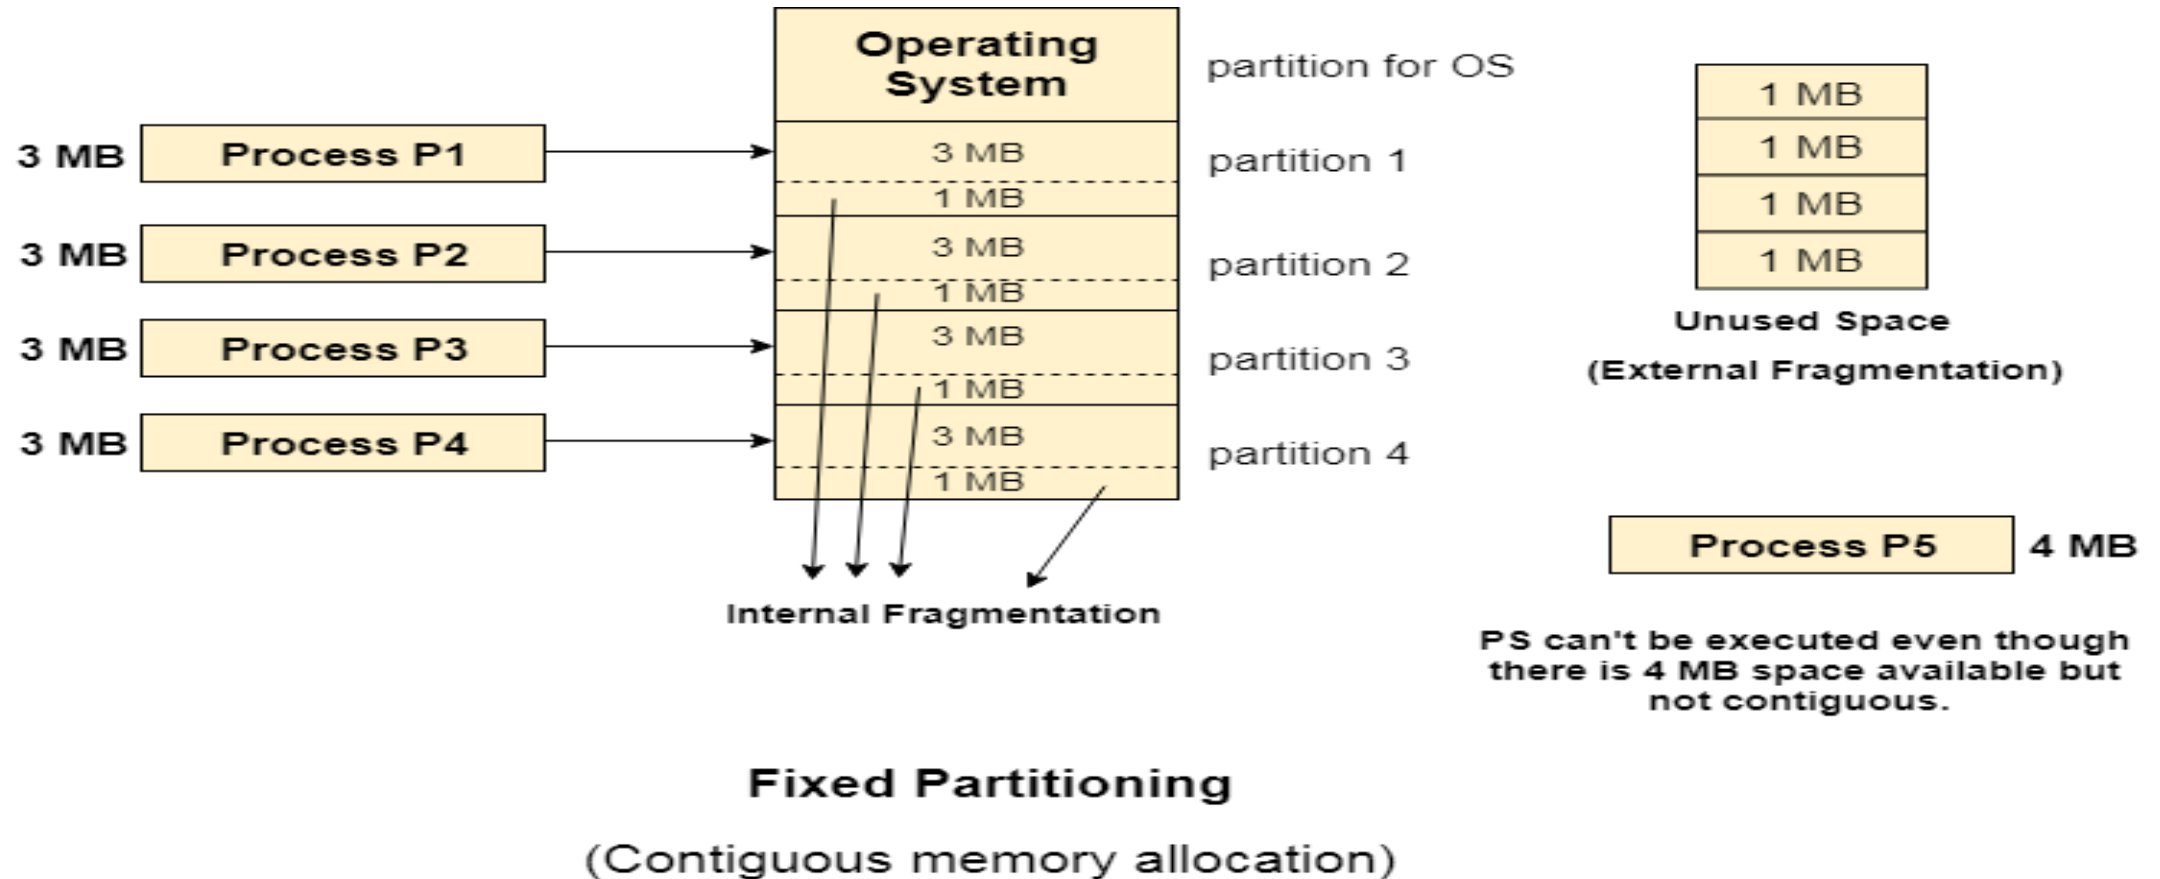 Operating
System
partition for OS
3 MB
Process P1
3 MB
1 MB
partition 1
3 MB
Process P2
3 MB
1 MB
partition 2
3 MB
Process P3
3 MB
1 MB
partition 3
3 MB
Process P4
3 MB
1 MB
partition 4
Internal Fragmentation
1 MB
1 MB
1 MB
1 MB
Unused Space
(External Fragmentation)
Process P5
4 MB
PS can't be executed even though
there is 4 MB space available but
not contiguous.
Fixed Partitioning
(Contiguous memory allocation)